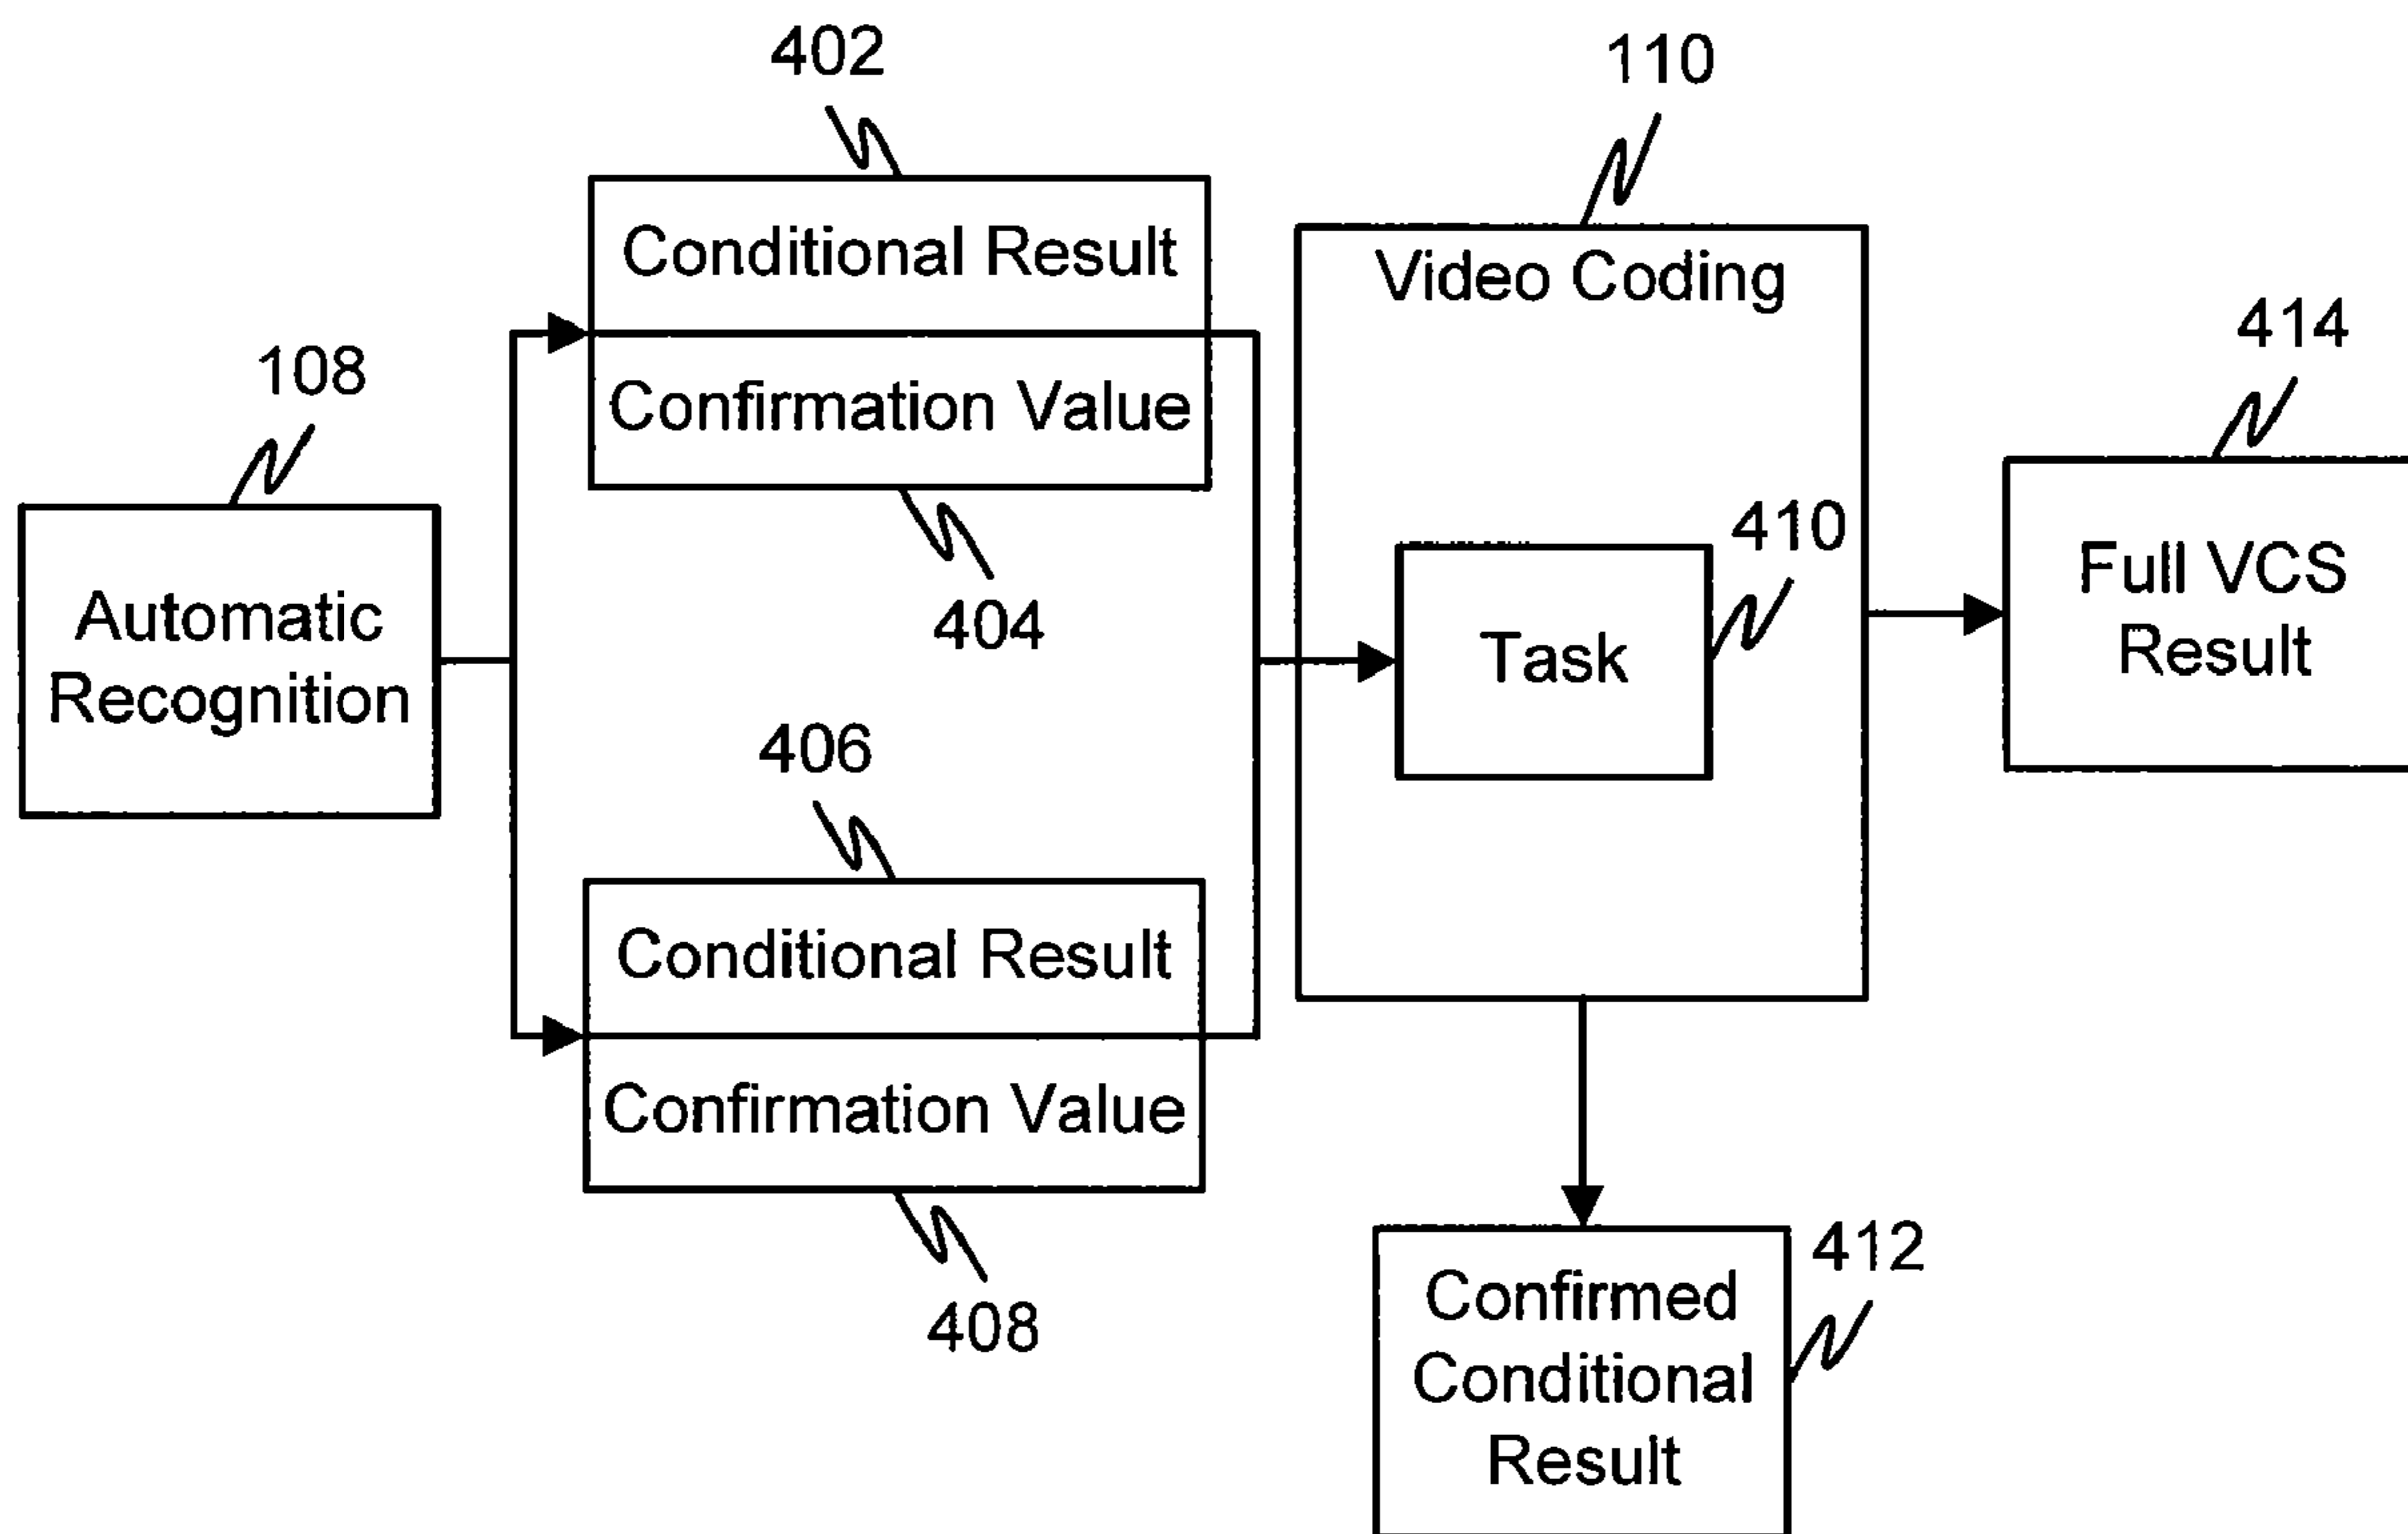 402
110
Conditional Result
Video Coding
414
108
Confirmation Value
410
Full VCS
Result
Automatic
Recognition
404
Task
406
Conditional Result
Confirmation Value
412
408
Confirmed
Conditional
Result